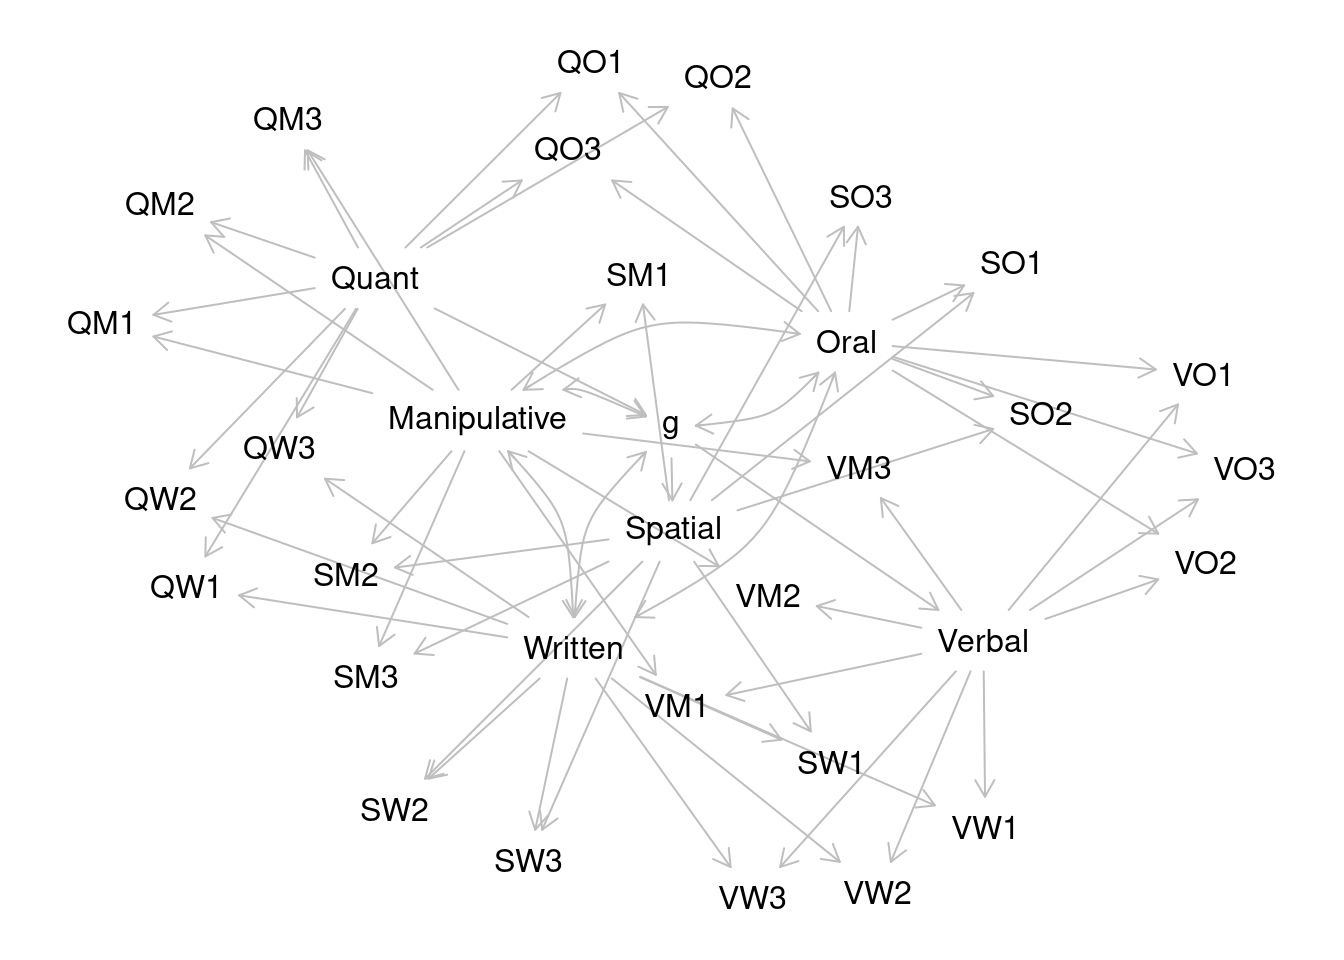 QO1
QO2
QM3
QO3
QM2
SO3
SO1
SM1
Quant
QM1
Oral
VO1
SO2
Manipulative
g
QW3
VM3
VO3
QW2
Spatial
VO2
SM2
QW1
VM2
Verbal
Written
SM3
VM1
SW1
SW2
VW1
SW3
VW2
VW3